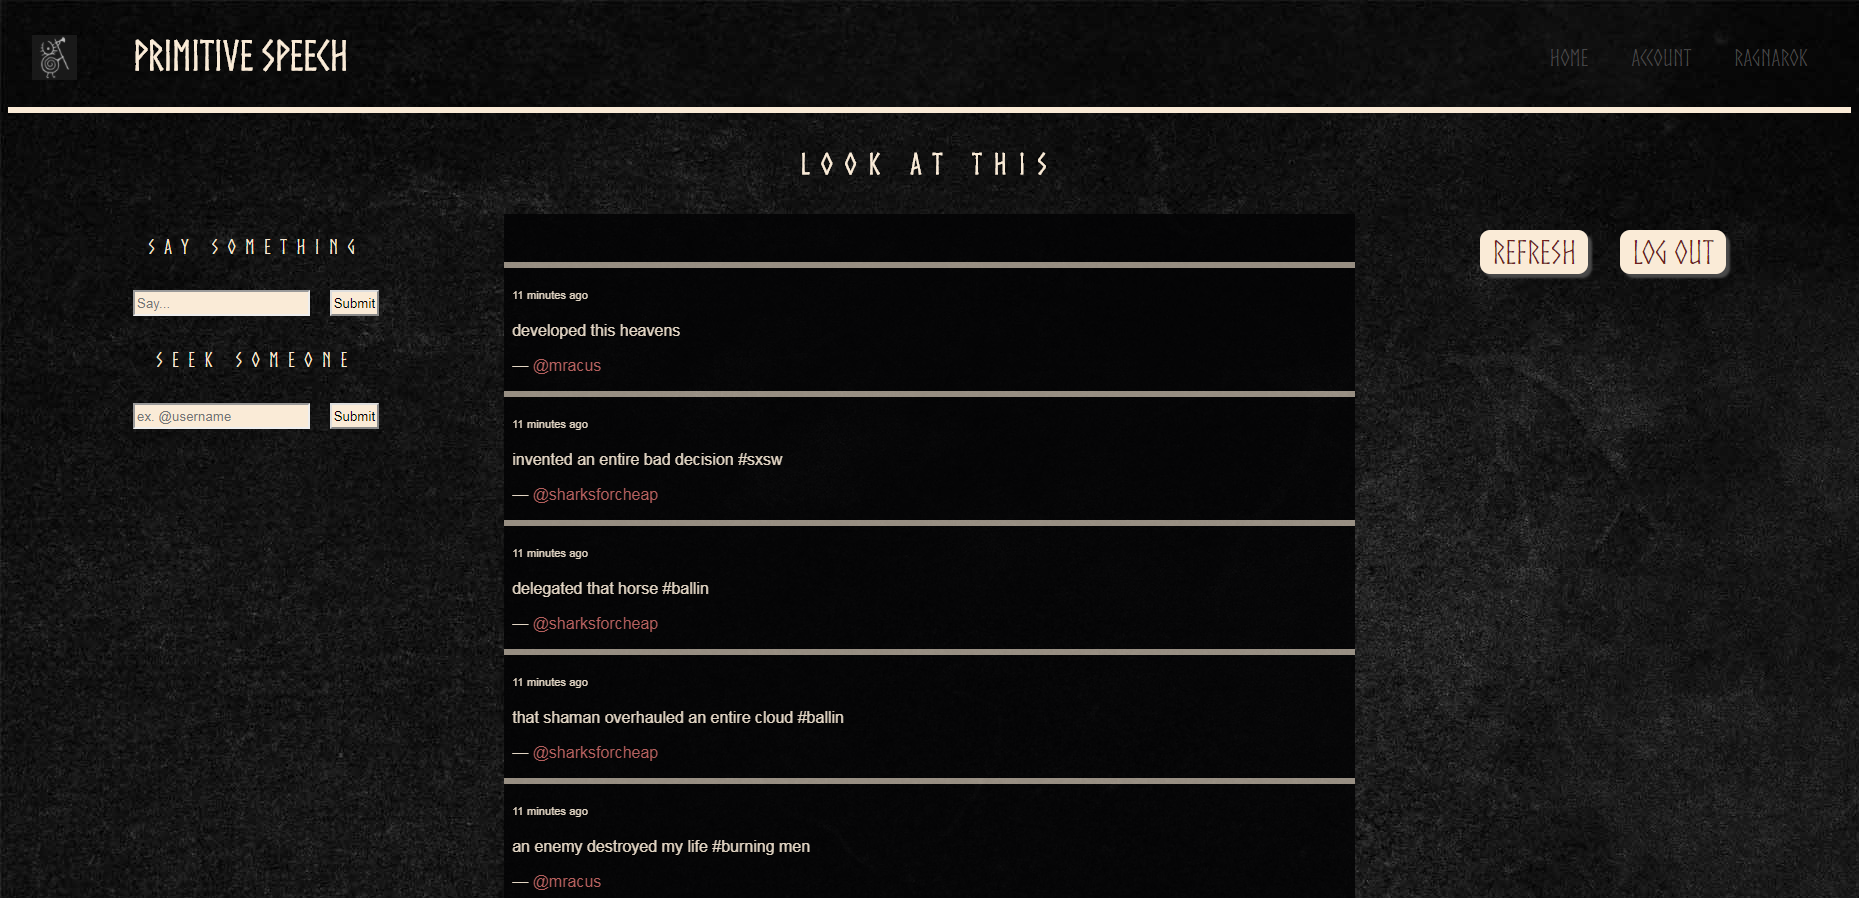 PRIMITIVE SPEECH
HOME ACCOUNT RAGNAROK
LOOK AT THIS
SAY SOMETHING
Say... Submit
SEEK SOMEONE
ex. @username Submit
11 minutes ago
developed this heavens
— @mracus
11 minutes ago
invented an entire bad decision #sxsw
— @sharksforcheap
11 minutes ago
delegated that horse #ballin
— @sharksforcheap
11 minutes ago
that shaman overhauled an entire cloud #ballin
— @sharksforcheap
11 minutes ago
an enemy destroyed my life #burning men
— @mracus
REFRESH LOG OUT